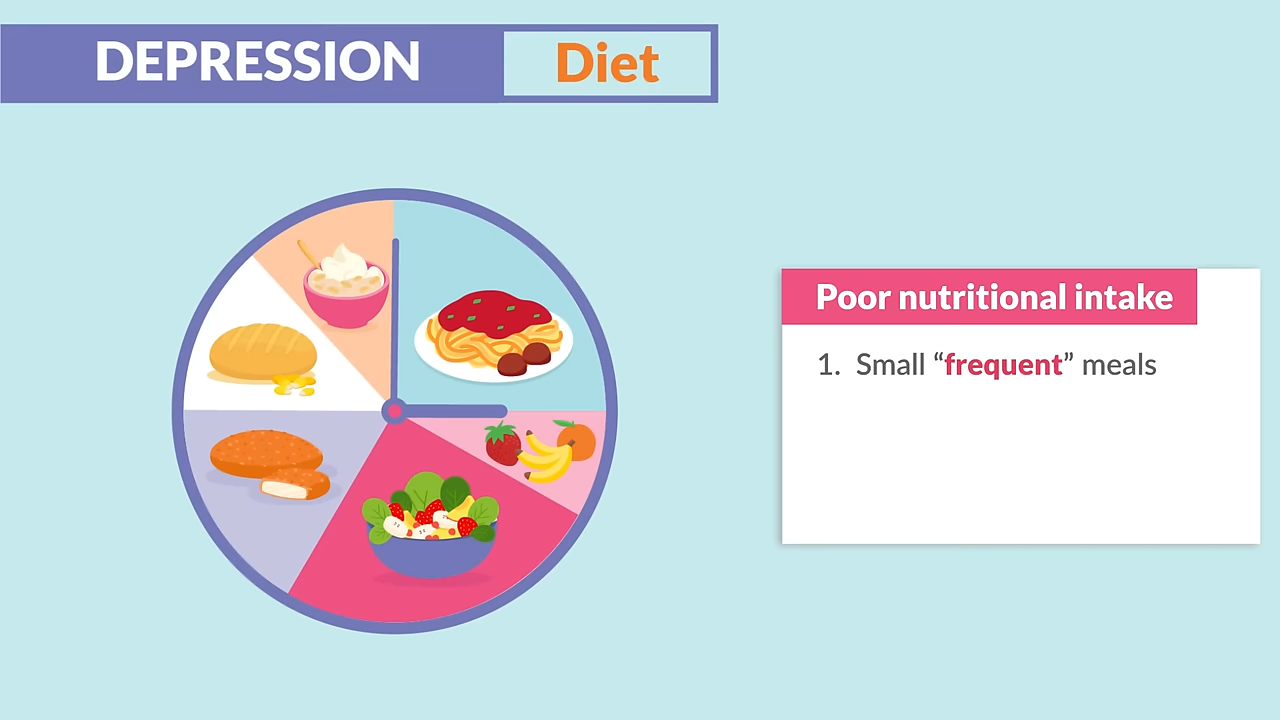 DEPRESSION Diet
Poor nutritional intake
1. Small “frequent” meals